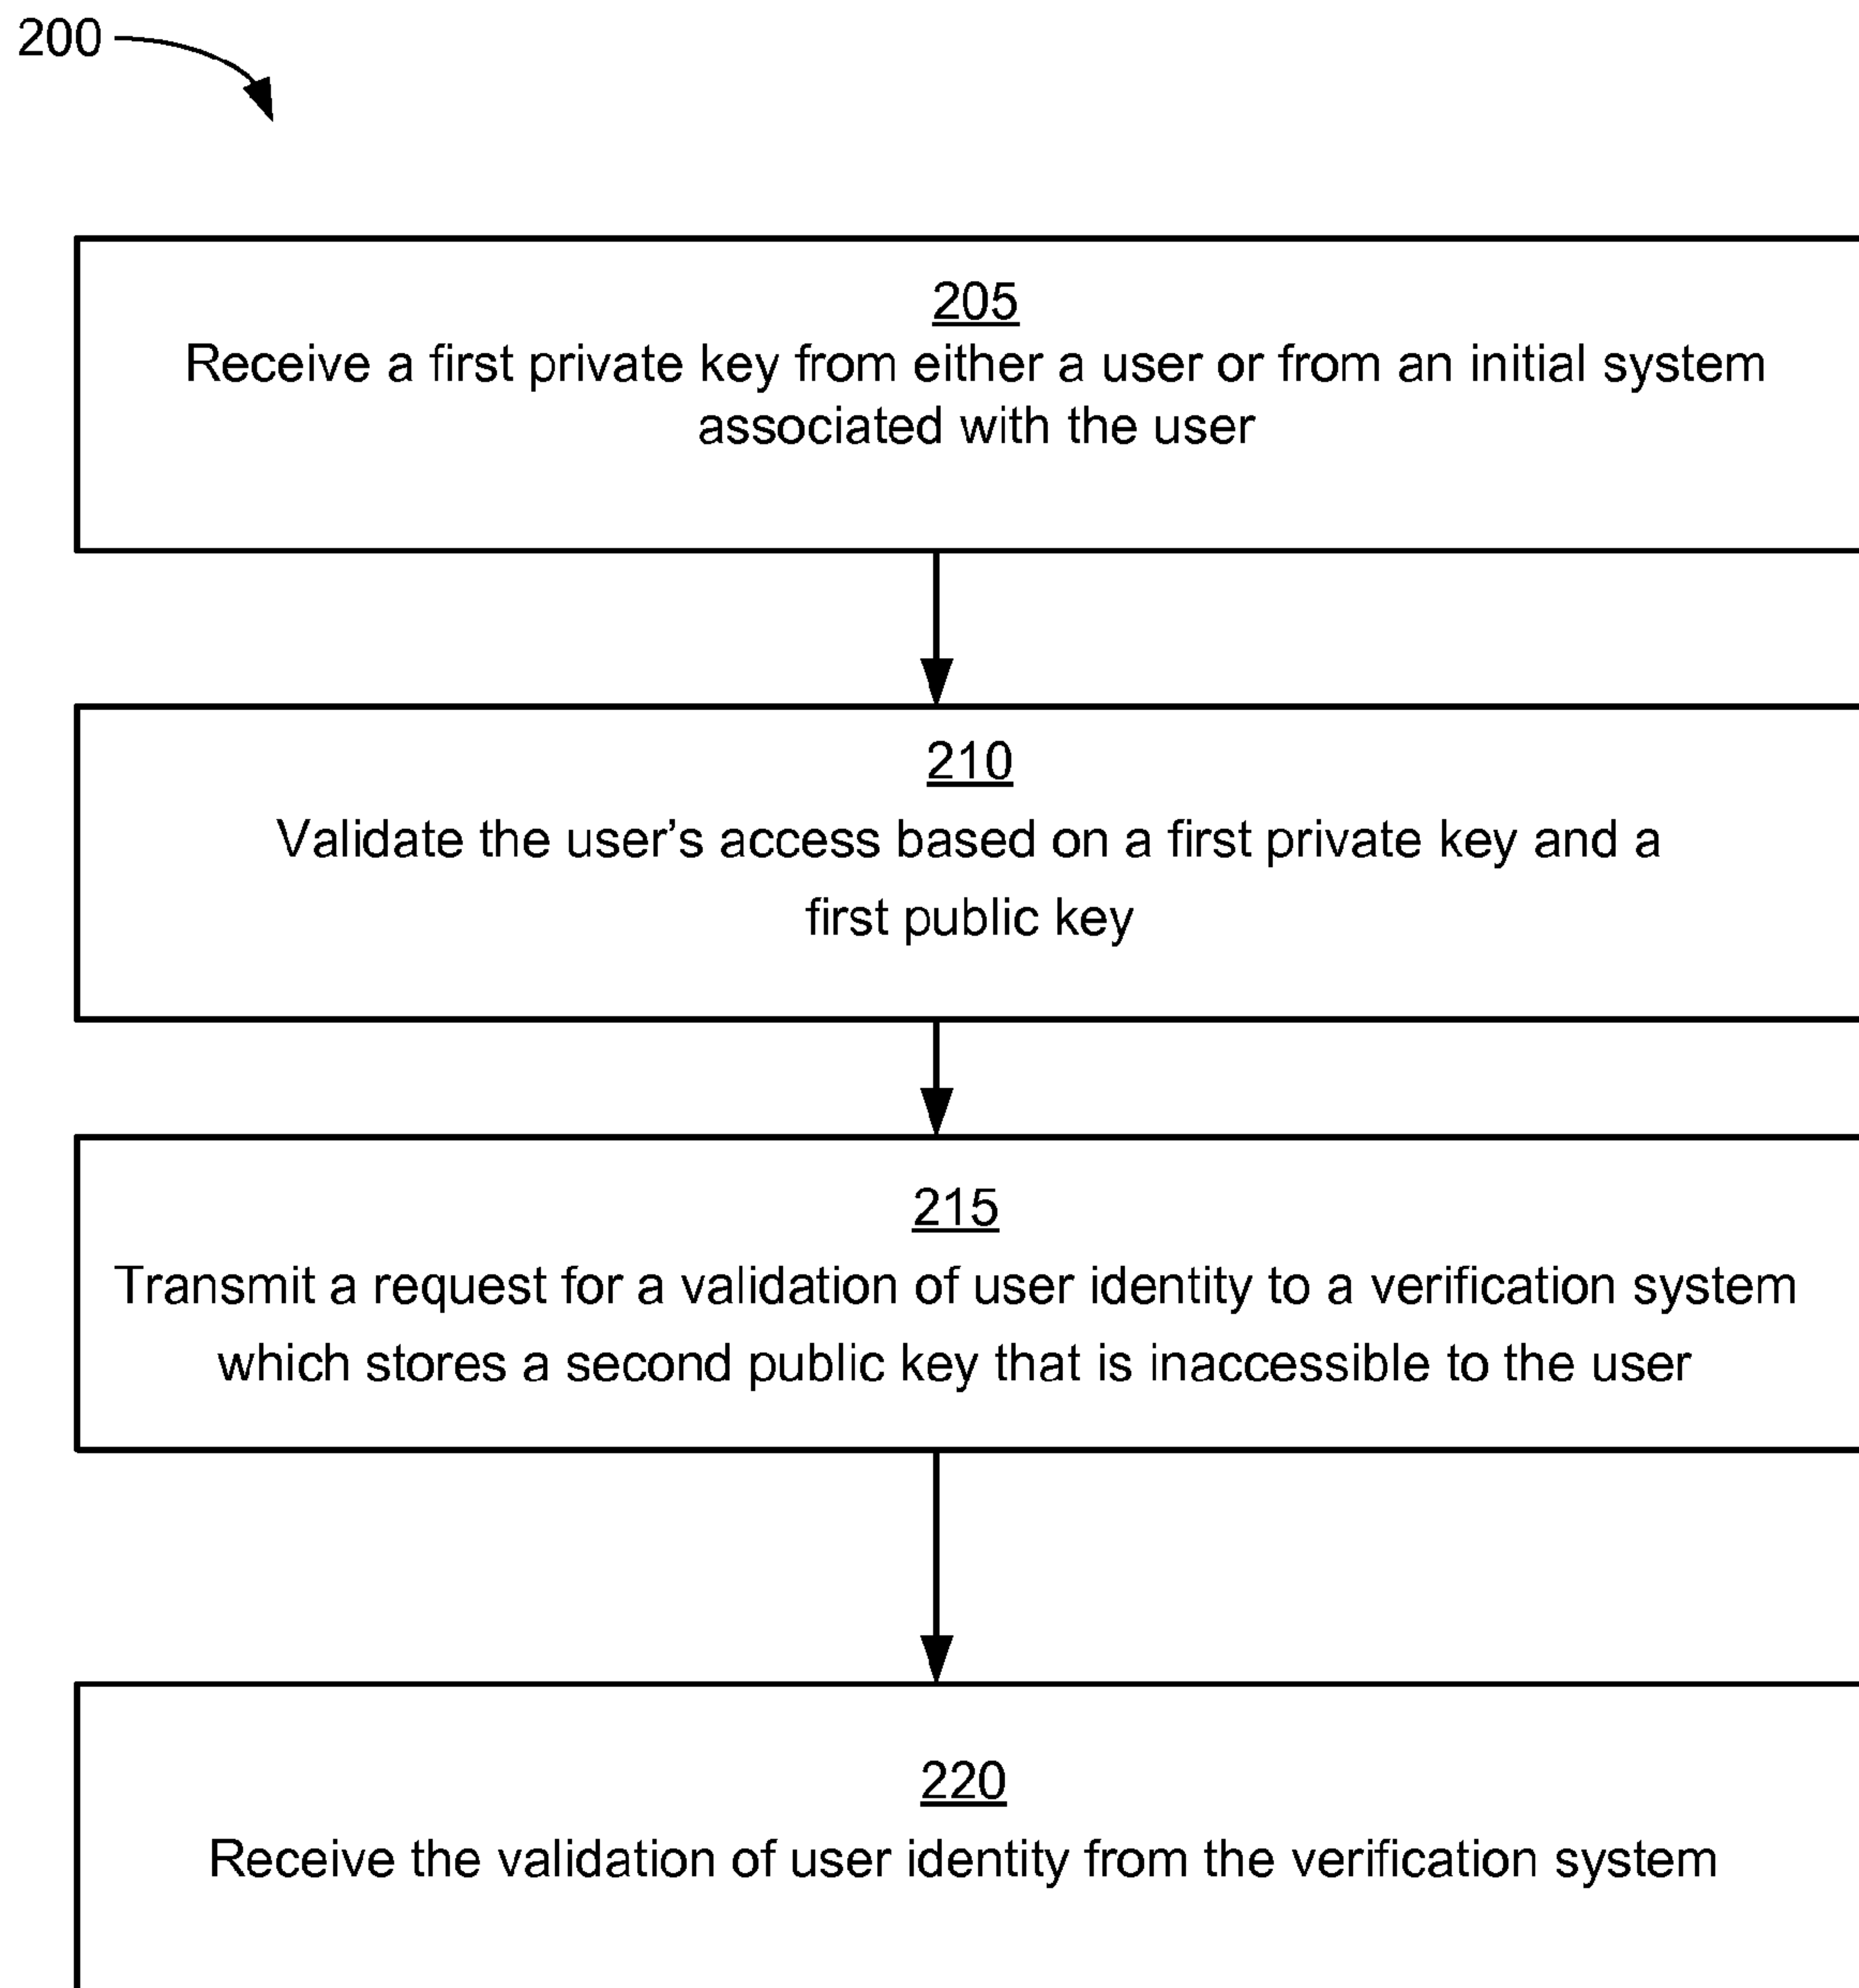 200
205
Receive a first private key from either a user or from an initial system
associated with the user
210
Validate the user’s access based on a first private key and a
first public key
215
Transmit a request for a validation of user identity to a verification system
which stores a second public key that is inaccessible to the user
220
Receive the validation of user identity from the verification system